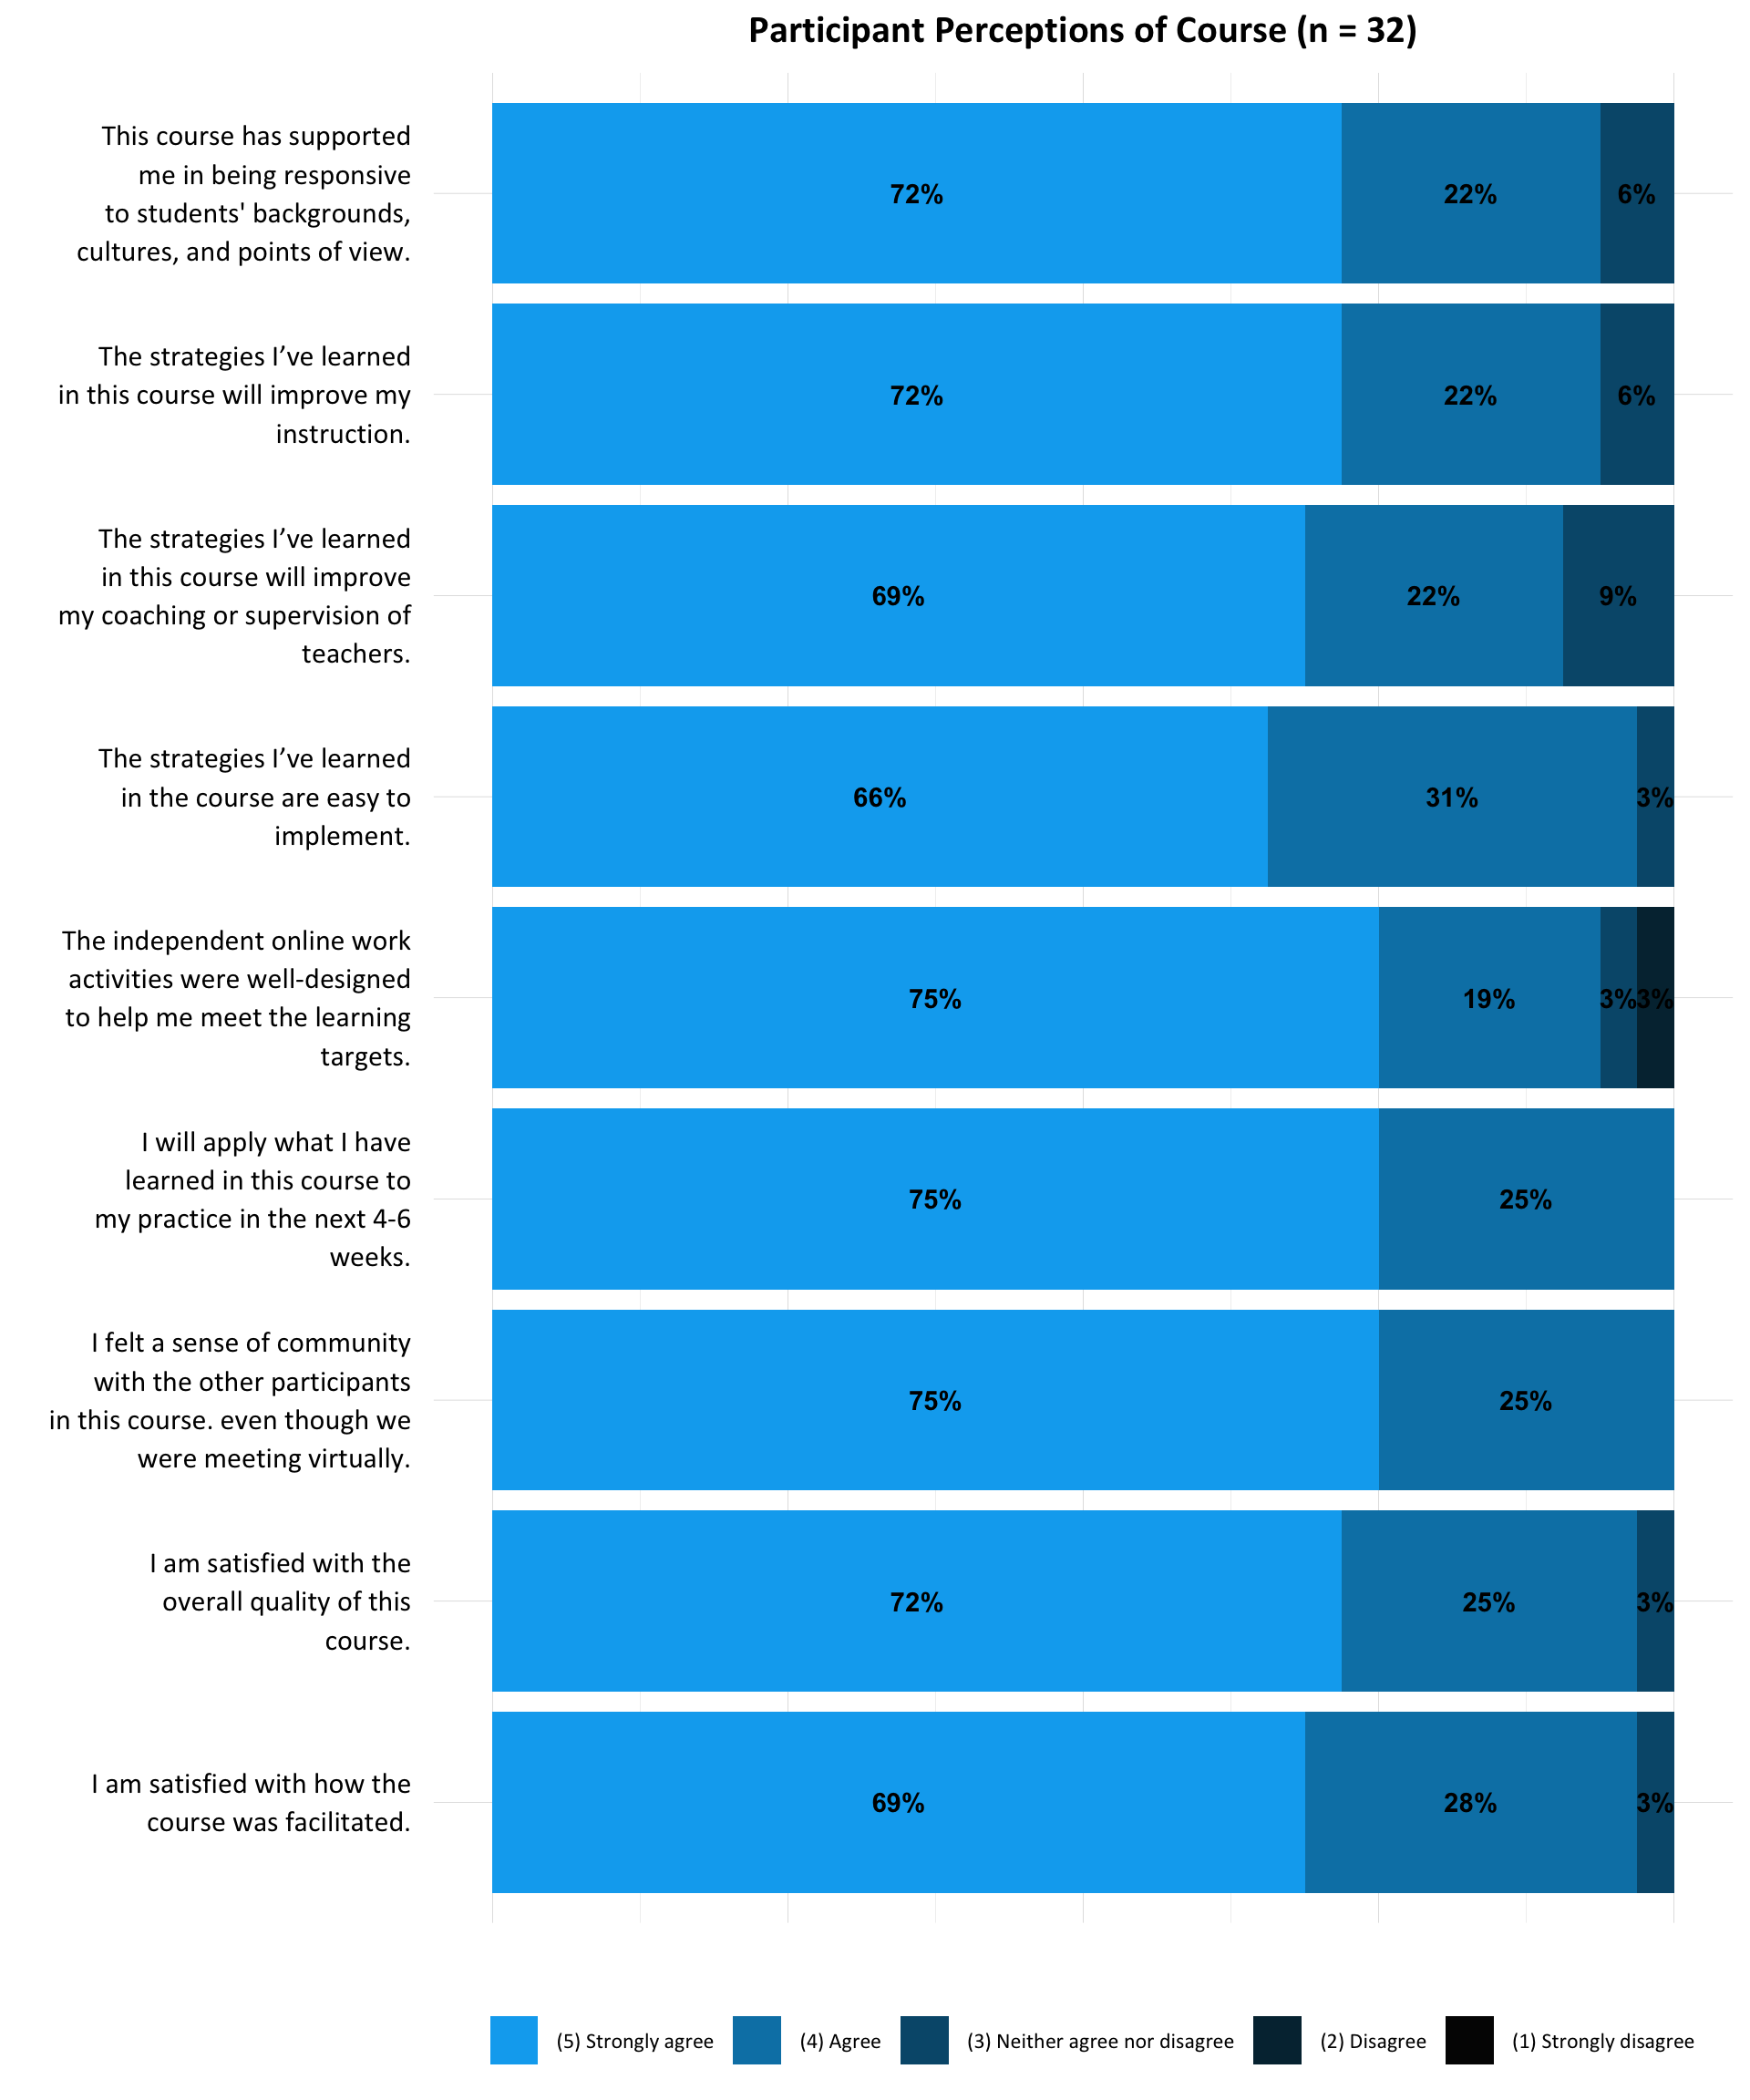 Participant Perceptions of Course (n = 32)
This course has supported
me in being responsive
to students' backgrounds,
cultures, and points of view.
72% 22% 6%
The strategies I’ve learned
in this course will improve my
instruction.
72% 22% 6%
The strategies I’ve learned
in this course will improve
my coaching or supervision of
teachers.
69% 22% 9%
The strategies I’ve learned
in the course are easy to
implement.
66% 31% 3%
The independent online work
activities were well-designed
to help me meet the learning
targets.
75% 19% 3% 3%
I will apply what I have
learned in this course to
my practice in the next 4-6
weeks.
75% 25%
I felt a sense of community
with the other participants
in this course. even though we
were meeting virtually.
75% 25%
I am satisfied with the
overall quality of this
course.
72% 25% 3%
I am satisfied with how the
course was facilitated.
69% 28% 3%
(5) Strongly agree (4) Agree (3) Neither agree nor disagree (2) Disagree (1) Strongly disagree